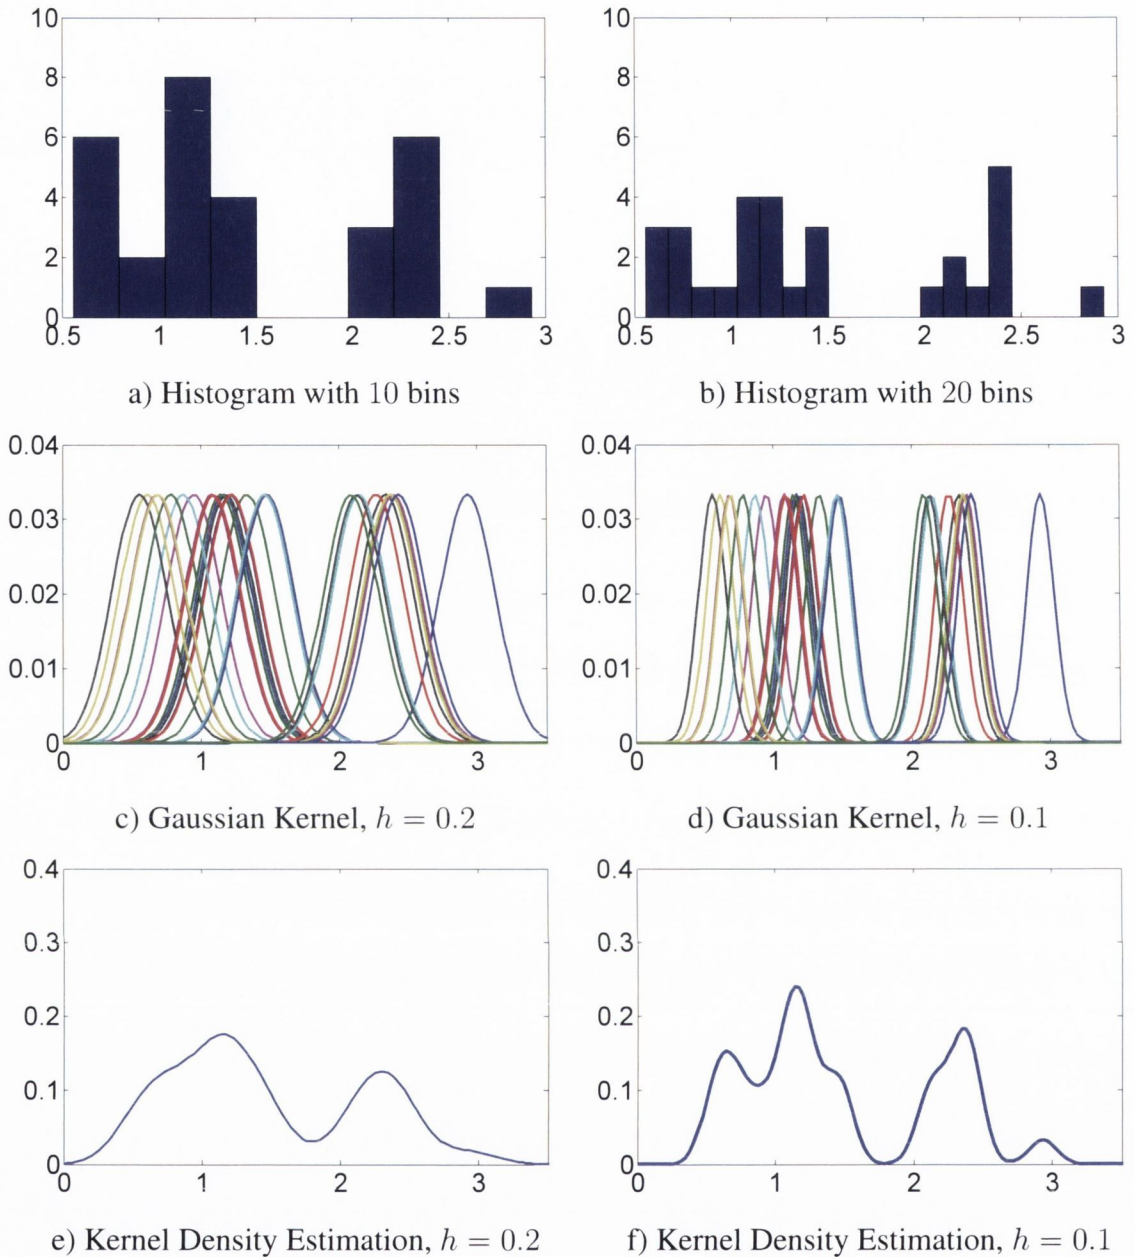 10
8
6
4
2
0
0.5 1 1.5 2 2.5 3
a) Histogram with 10 bins
10
8
6
4
2
0
0.5 1 1.5 2 2.5 3
b) Histogram with 20 bins
0.04
0.03
0.02
0.01
0
0 1 2 3
c) Gaussian Kernel, h = 0.2
0.04
0.03
0.02
0.01
0
0 1 2 3
d) Gaussian Kernel, h = 0.1
0.4
0.3
0.2
0.1
0
0 1 2 3
e) Kernel Density Estimation, h = 0.2
0.4
0.3
0.2
0.1
0
0 1 2 3
f) Kernel Density Estimation, h = 0.1